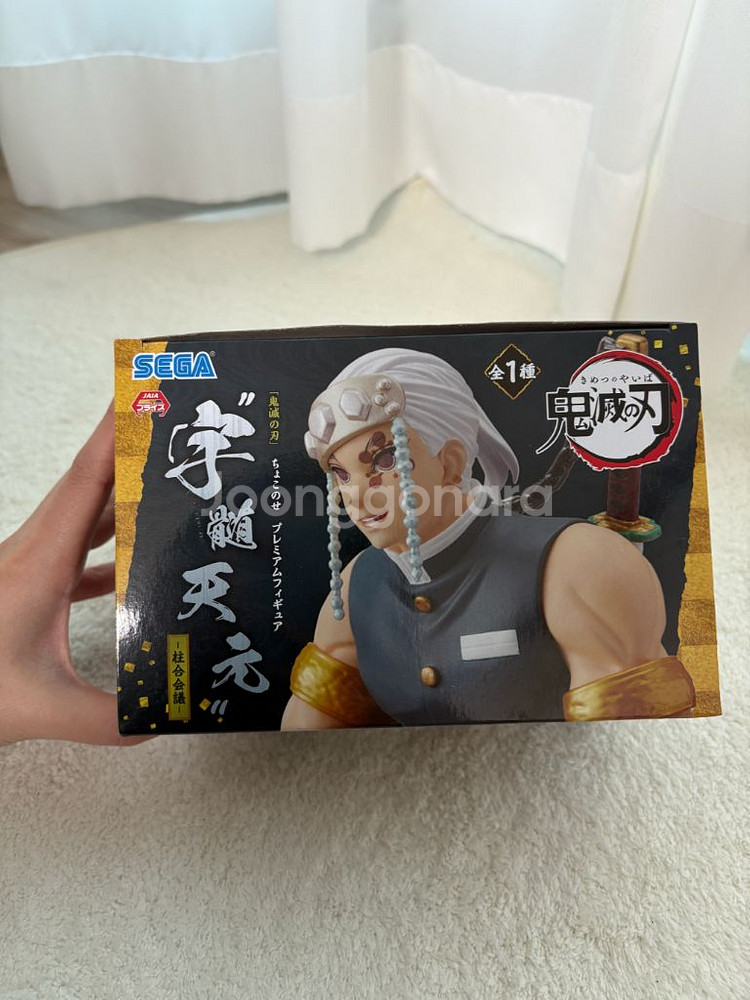 SEGA
JAIA
プライズ
"宇髄天元"
-柱合会議-
「鬼滅の刃」ちょこのせ プレミアムフィギュア
全1種
きめつのやいば
鬼滅の刃
Joonggonara